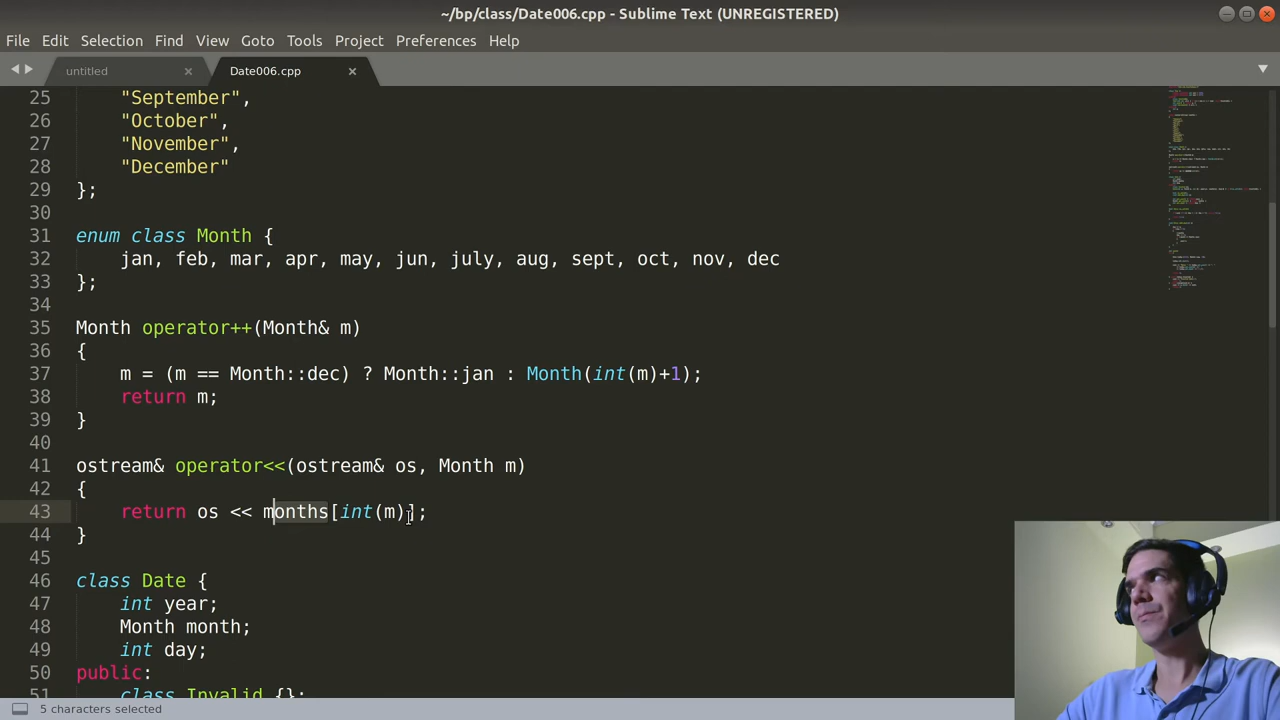 ~/bp/class/Date006.cpp - Sublime Text (UNREGISTERED)
File Edit Selection Find View Goto Tools Project Preferences Help
untitled × Date006.cpp ×
25 "September",
26 "October",
27 "November",
28 "December"
29 };
30
31 enum class Month {
32 jan, feb, mar, apr, may, jun, july, aug, sept, oct, nov, dec
33 };
34
35 Month operator++(Month& m)
36 {
37 m = (m == Month::dec) ? Month::jan : Month(int(m)+1);
38 return m;
39 }
40
41 ostream& operator<<(ostream& os, Month m)
42 {
43 return os << months[int(m)];
44 }
45
46 class Date {
47 int year;
48 Month month;
49 int day;
50 public:
51 class Invalid {};
5 characters selected